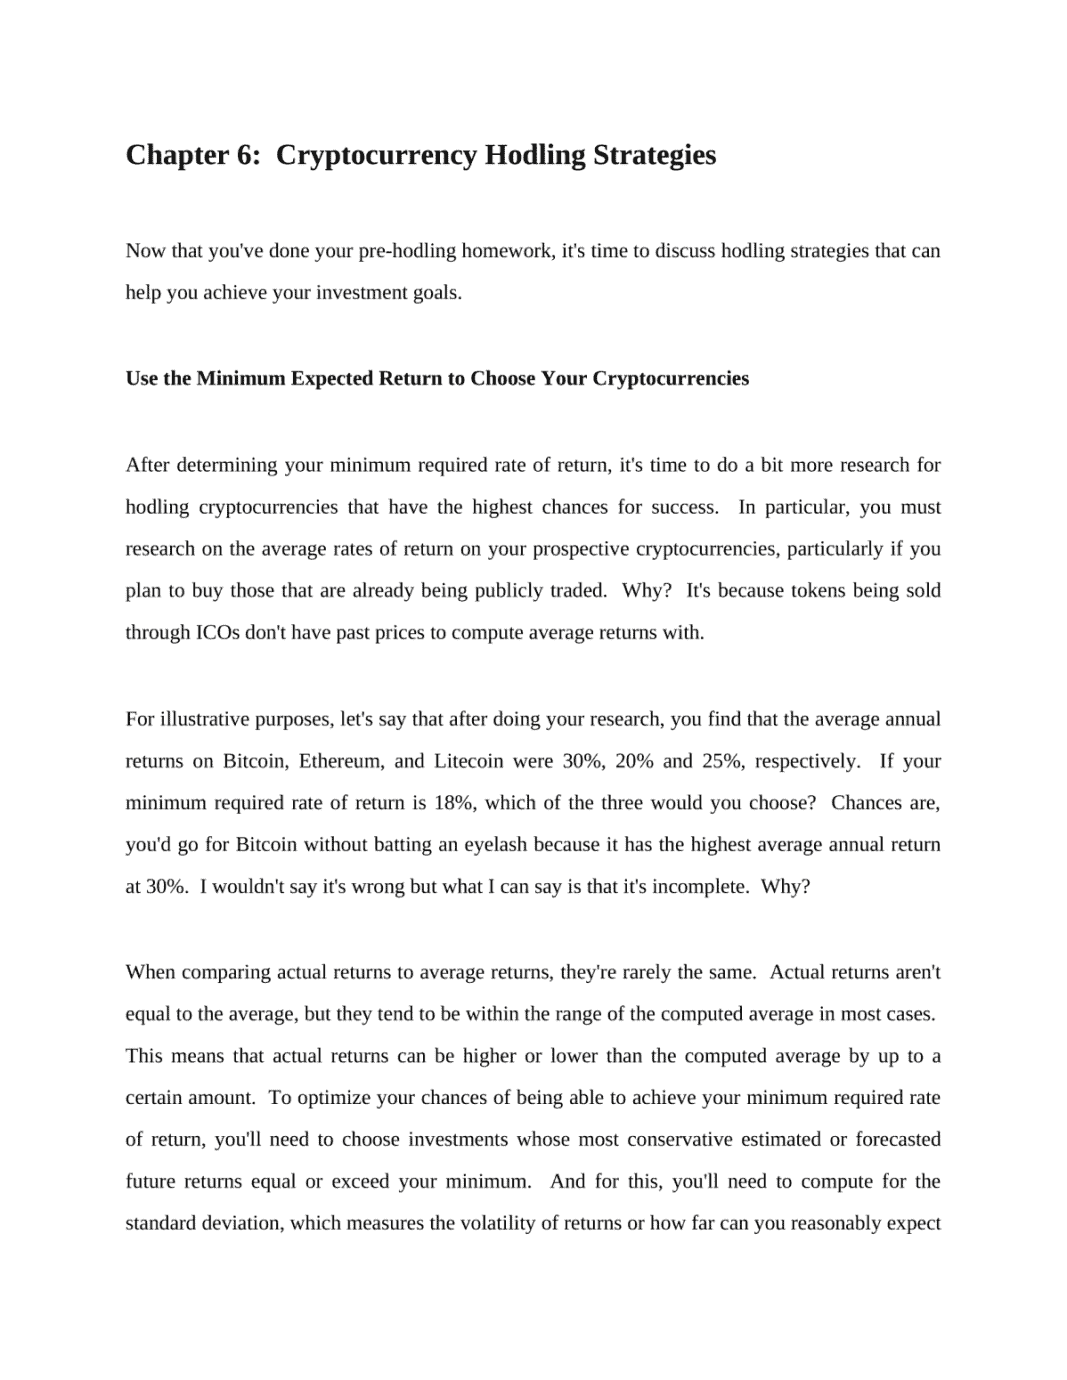 Chapter 6:  Cryptocurrency Hodling Strategies
Now that you've done your pre-hodling homework, it's time to discuss hodling strategies that can
help you achieve your investment goals.
Use the Minimum Expected Return to Choose Your Cryptocurrencies
After determining your minimum required rate of return, it's time to do a bit more research for
hodling cryptocurrencies that have the highest chances for success.  In particular, you must
research on the average rates of return on your prospective cryptocurrencies, particularly if you
plan to buy those that are already being publicly traded.  Why?  It's because tokens being sold
through ICOs don't have past prices to compute average returns with.
For illustrative purposes, let's say that after doing your research, you find that the average annual
returns on Bitcoin, Ethereum, and Litecoin were 30%, 20% and 25%, respectively.  If your
minimum required rate of return is 18%, which of the three would you choose?  Chances are,
you'd go for Bitcoin without batting an eyelash because it has the highest average annual return
at 30%.  I wouldn't say it's wrong but what I can say is that it's incomplete.  Why?
When comparing actual returns to average returns, they're rarely the same.  Actual returns aren't
equal to the average, but they tend to be within the range of the computed average in most cases.
This means that actual returns can be higher or lower than the computed average by up to a
certain amount.  To optimize your chances of being able to achieve your minimum required rate
of return, you'll need to choose investments whose most conservative estimated or forecasted
future returns equal or exceed your minimum.  And for this, you'll need to compute for the
standard deviation, which measures the volatility of returns or how far can you reasonably expect